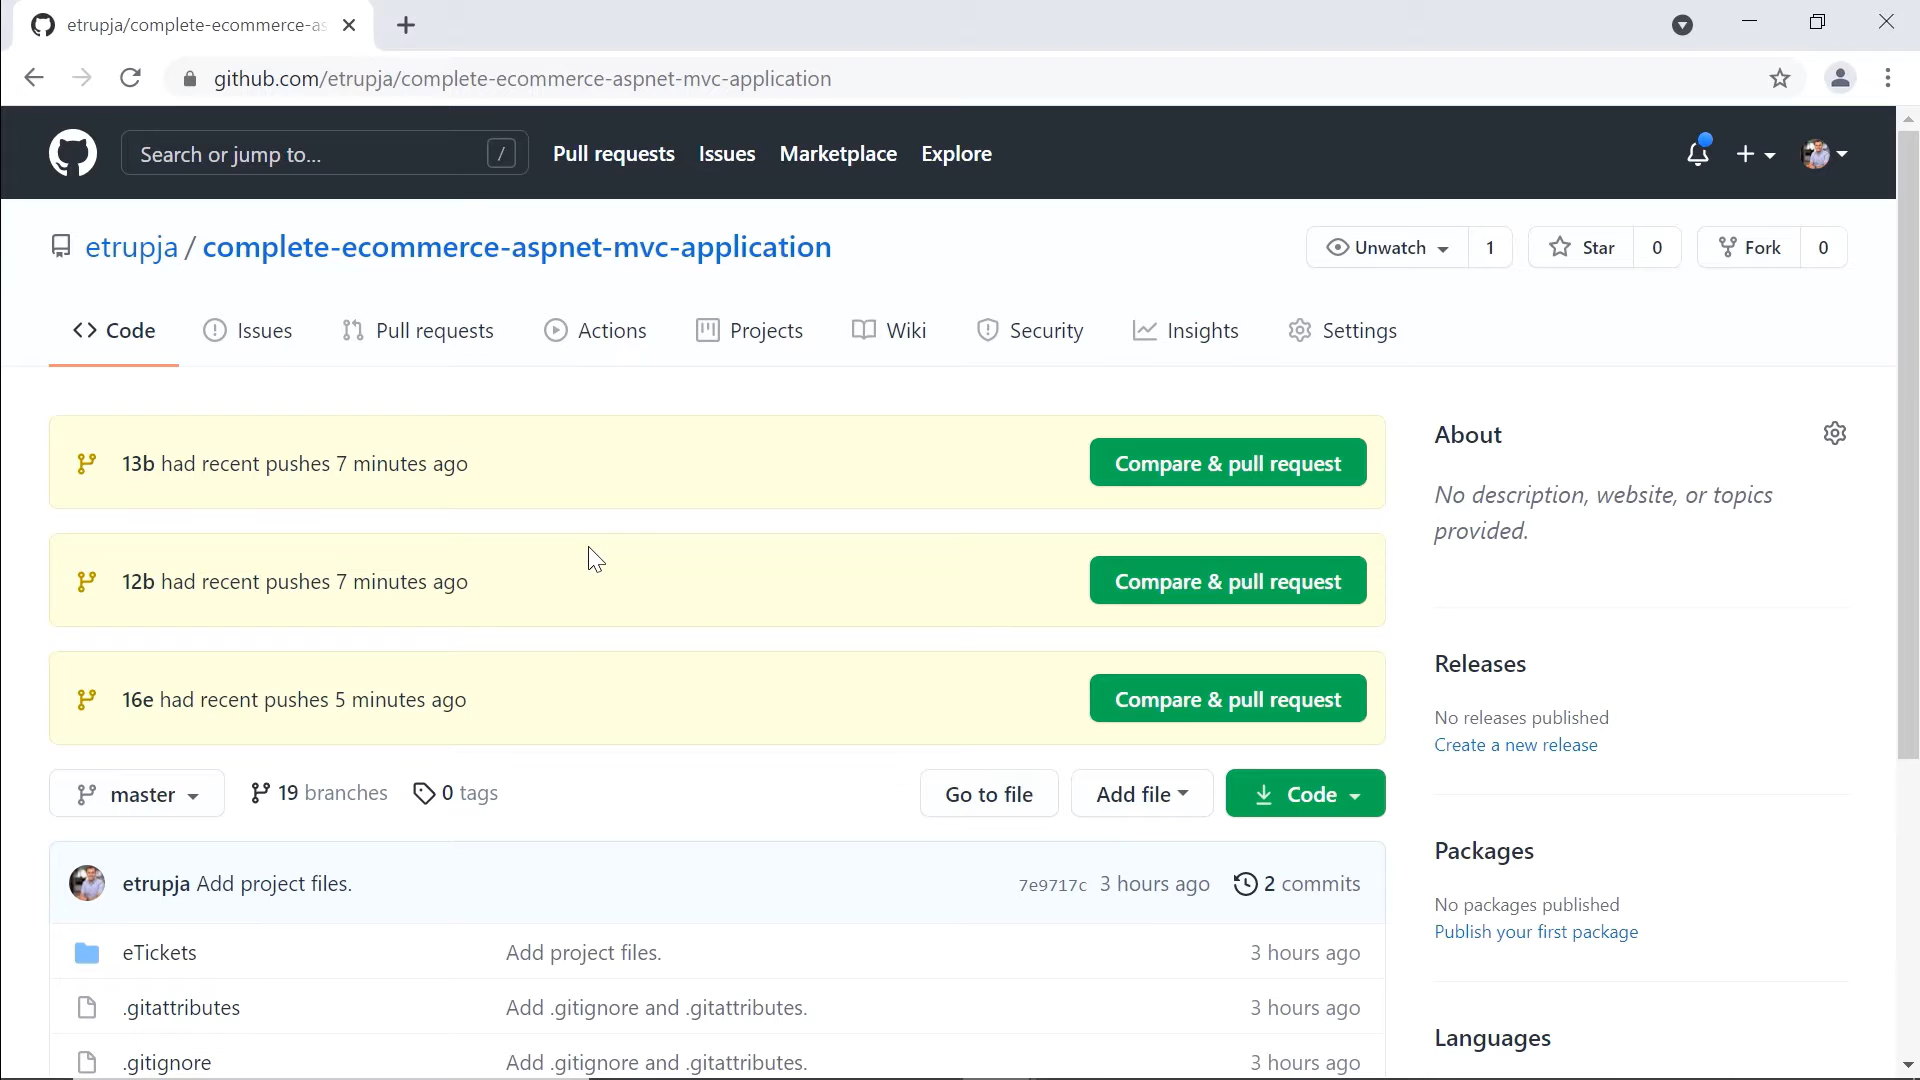 etrupja/complete-ecommerce-as
github.com/etrupja/complete-ecommerce-aspnet-mvc-application
Search or jump to... /
Pull requests Issues Marketplace Explore
etrupja / complete-ecommerce-aspnet-mvc-application
Unwatch 1 Star 0 Fork 0
Code Issues Pull requests Actions Projects Wiki Security Insights Settings
13b had recent pushes 7 minutes ago Compare & pull request
12b had recent pushes 7 minutes ago Compare & pull request
16e had recent pushes 5 minutes ago Compare & pull request
master 19 branches 0 tags Go to file Add file Code
etrupja Add project files. 7e9717c 3 hours ago 2 commits
eTickets Add project files. 3 hours ago
.gitattributes Add .gitignore and .gitattributes. 3 hours ago
.gitignore Add .gitignore and .gitattributes. 3 hours ago
About
No description, website, or topics
provided.
Releases
No releases published
Create a new release
Packages
No packages published
Publish your first package
Languages